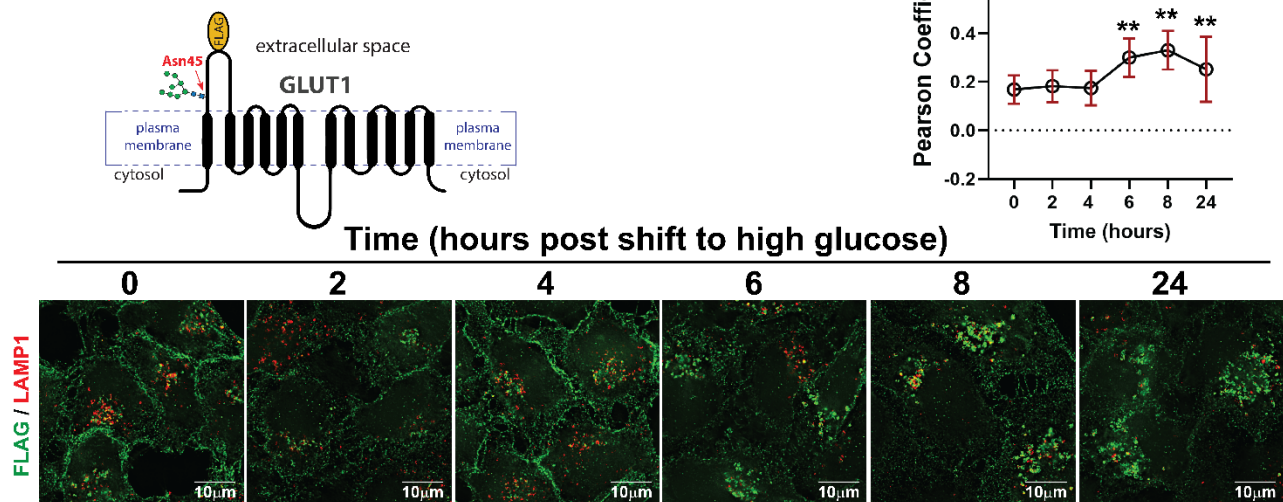 FLAG
extracellular space
Asn45
GLUT1
plasma
membrane
plasma
membrane
cytosol
cytosol
Pearson Coeffi
0.4
0.2
0.0
-0.2
** ** **
0 2 4 6 8 24
Time (hours)
Time (hours post shift to high glucose)
0 2 4 6 8 24
FLAG / LAMP1
10μm 10μm 10μm 10μm 10μm 10μm